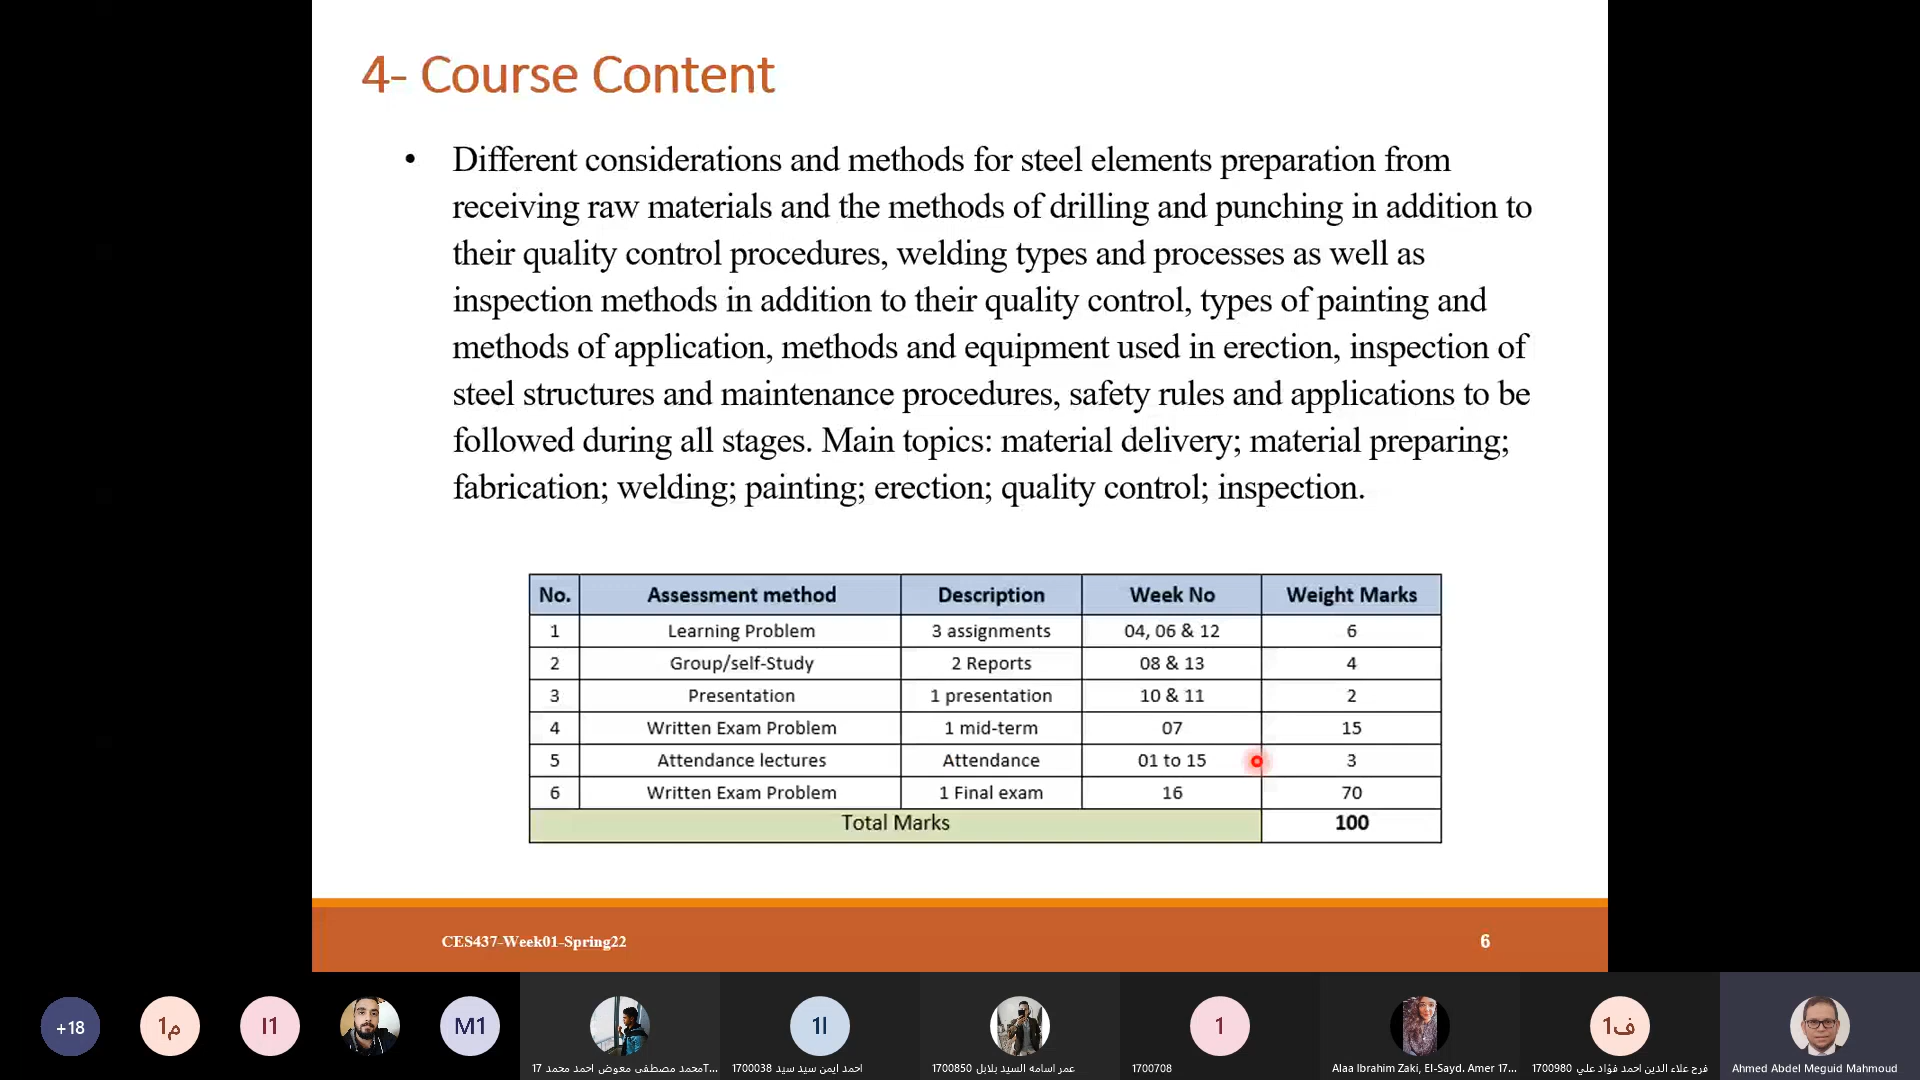 4- Course Content
• Different considerations and methods for steel elements preparation from
receiving raw materials and the methods of drilling and punching in addition to
their quality control procedures, welding types and processes as well as
inspection methods in addition to their quality control, types of painting and
methods of application, methods and equipment used in erection, inspection of
steel structures and maintenance procedures, safety rules and applications to be
followed during all stages. Main topics: material delivery; material preparing;
fabrication; welding; painting; erection; quality control; inspection.
No. Assessment method Description Week No Weight Marks
1 Learning Problem 3 assignments 04, 06 & 12 6
2 Group/self-Study 2 Reports 08 & 13 4
3 Presentation 1 presentation 10 & 11 2
4 Written Exam Problem 1 mid-term 07 15
5 Attendance lectures Attendance 01 to 15 3
6 Written Exam Problem 1 Final exam 16 70
Total Marks 100
CES437-Week01-Spring22 6
+18 م1 I1 M1 1ا 1 ف1
محمد مصطفى معوض احمد محمد 17T... احمد ايمن سيد سيد 1700038 عمر اسامه السيد بلابل 1700850 1700708 Alaa Ibrahim Zaki, El-Sayd. Amer 17... فرح علاء الدين احمد فؤاد علي 1700980 Ahmed Abdel Meguid Mahmoud